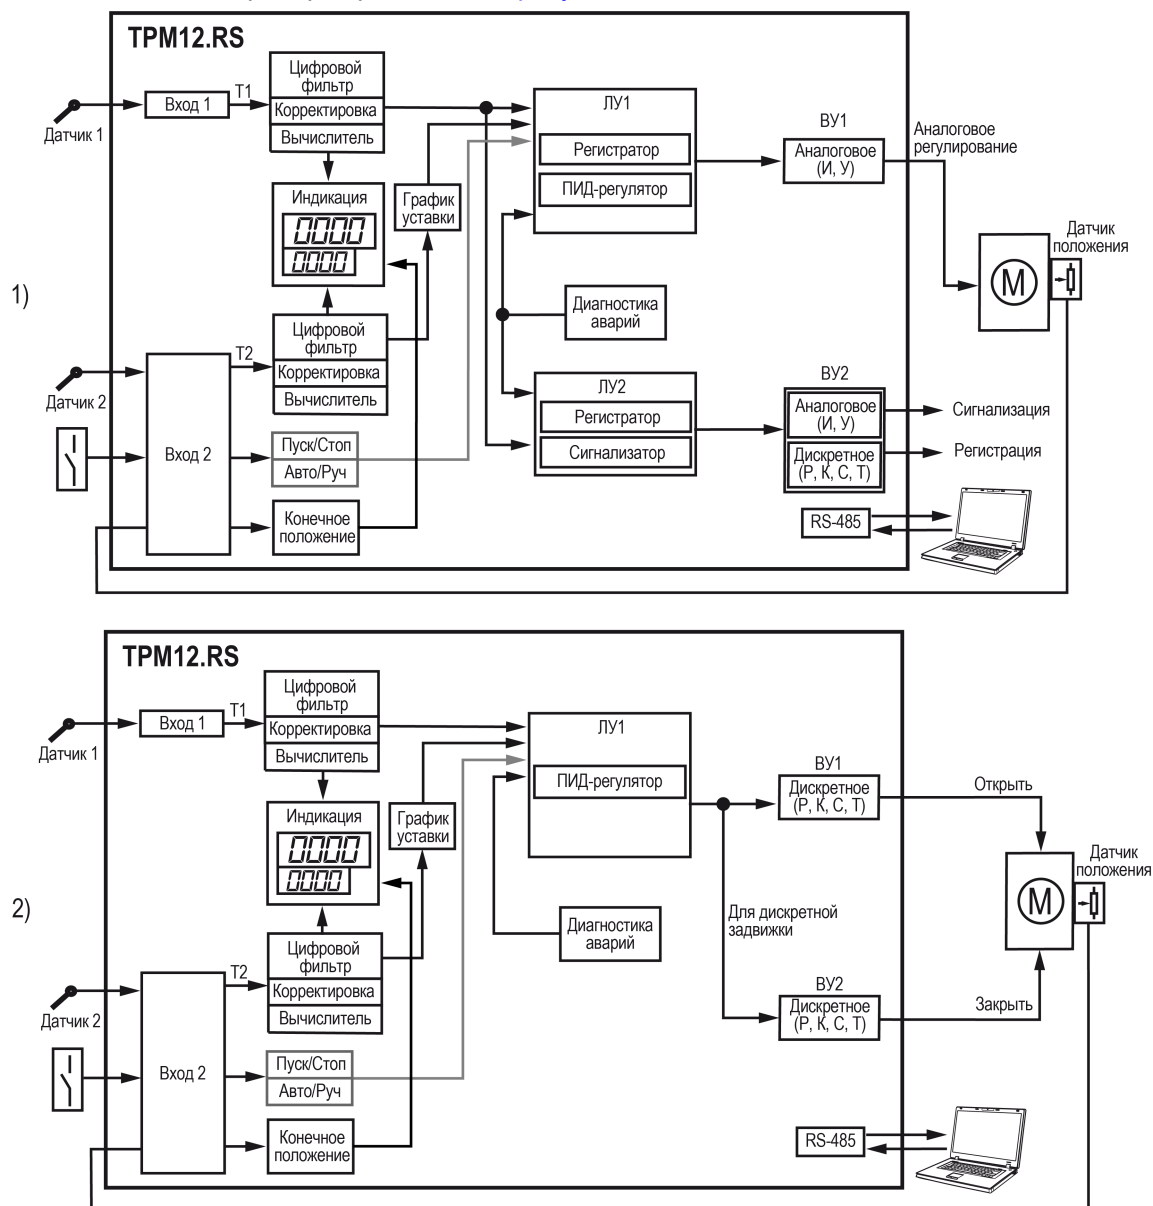 ТРМ12.RS
Цифровой
фильтр
Корректировка
Вычислитель
Вход 1
T1
Датчик 1
ЛУ1
Регистратор
ПИД-регулятор
ВУ1
Аналоговое
(И, У)
Аналоговое
регулирование
Индикация
0000
0000
График
уставки
Датчик
положения
M
1)
Диагностика
аварий
T2
Цифровой
фильтр
Корректировка
Вычислитель
Датчик 2
Вход 2
ЛУ2
Регистратор
Сигнализатор
ВУ2
Аналоговое
(И, У)
Дискретное
(Р, К, С, Т)
Сигнализация
Регистрация
Пуск/Стоп
Авто/Руч
Конечное
положение
RS-485
ТРМ12.RS
Цифровой
фильтр
Корректировка
Вычислитель
Вход 1
T1
Датчик 1
ЛУ1
ПИД-регулятор
ВУ1
Дискретное
(Р, К, С, Т)
Открыть
Индикация
0000
0000
График
уставки
Датчик
положения
M
2)
Диагностика
аварий
Для дискретной
задвижки
T2
Цифровой
фильтр
Корректировка
Вычислитель
Датчик 2
Вход 2
ВУ2
Дискретное
(Р, К, С, Т)
Закрыть
Пуск/Стоп
Авто/Руч
Конечное
положение
RS-485